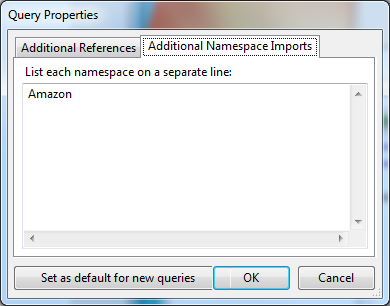 Query Properties
Additional References
Additional Namespace Imports
List each namespace on a separate line:
Amazon
Set as default for new queries
OK
Cancel